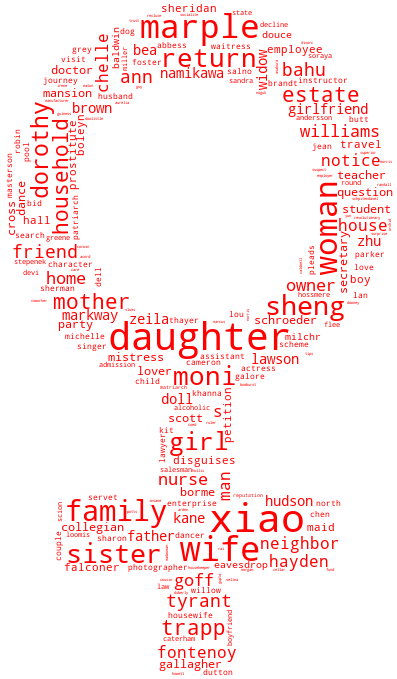 sheridan
marple
decline
dog
douce
baldwin
bea
abbess
waitress
employee
return
widow
chelle
grey
foster
miller
visit
ann
namikawa
salno
bahu
soraya
doctor
journey
sandra
brandt
instructor
mansion
husband
estate
girlfriend
andersson
butt
brown
williams
robin
pool
dorothy
household
prostitute
boleyn
jean
travel
notice
masterson
dance
patriarch
teacher
superior
cross
bid
round
question
randall
hall
student
search
greene
woman
house
friend
character
secretary
zhu
stepenek
pleads
parker
devi
home
dell
love
sherman
owner
boy
mother
hossmere
lan
sheng
markway
zeila
thayer
lou
schroeder
flee
party
michelle
daughter
milchr
singer
scheme
mistress
assistant
lawson
admission
cameron
lover
moni
actress
child
khanna
galore
matriarch
doll
alcoholic
s
scott
petition
kit
girl
lawyer
disguises
salesman
nurse
man
reputation
servet
borme
enterprise
hudson
north
scion
family
xiao
chen
collegian
kane
maid
couple
loomis
sharon
father
dancer
wife
neighbor
sister
hayden
falconer
photographer
eavesdrop
goff
law
willow
boyfriend
tyrant
housewife
trapp
caterham
fontenoy
gallagher
dutton